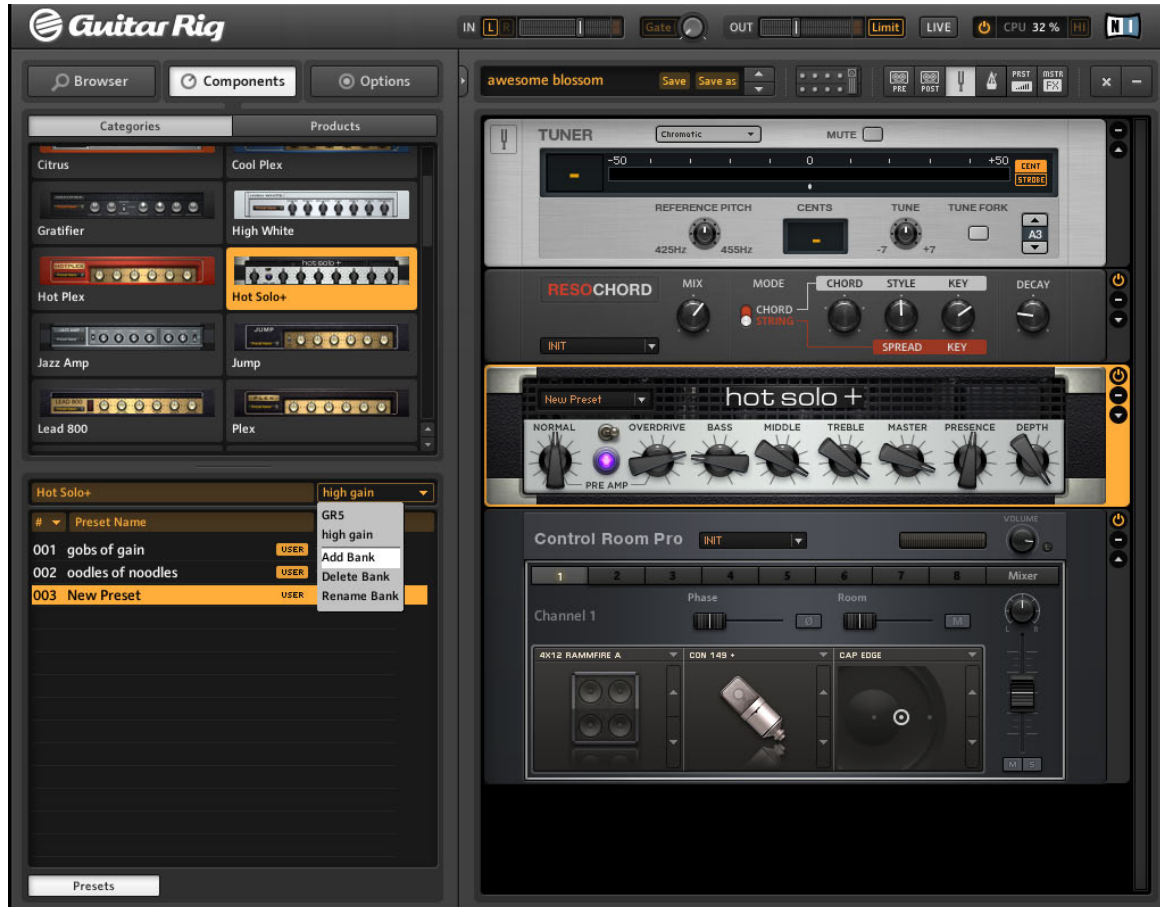 Guitar Rig
IN L R Gate OUT Limit LIVE CPU 32 % HI NI
Browser Components Options
Categories Products
Citrus Cool Plex
Gratifier High White
HOTPLEX hot solo+
Hot Plex Hot Solo+
JUMP
Jazz Amp Jump
LEAD 800 PLEX
Lead 800 Plex
Hot Solo+ high gain
# Preset Name
GR5
high gain
Add Bank
Delete Bank
Rename Bank
001 gobs of gain USER
002 oodles of noodles USER
003 New Preset USER
Presets
awesome blossom Save Save as PRE POST PRST MSTR FX × –
TUNER Chromatic MUTE
-50 0 +50 CENT
STROBE
REFERENCE PITCH CENTS TUNE TUNE FORK
425Hz 455Hz -7 +7 A3
RESOCHORD MIX MODE CHORD STYLE KEY DECAY
CHORD
STRING
INIT SPREAD KEY
New Preset hot solo +
NORMAL OVERDRIVE BASS MIDDLE TREBLE MASTER PRESENCE DEPTH
PRE AMP
Control Room Pro INIT VOLUME
1 2 3 4 5 6 7 8 Mixer
Phase Room
Channel 1 Ø M
L R
4X12 RAMMFIRE A CON 149 + CAP EDGE
M S